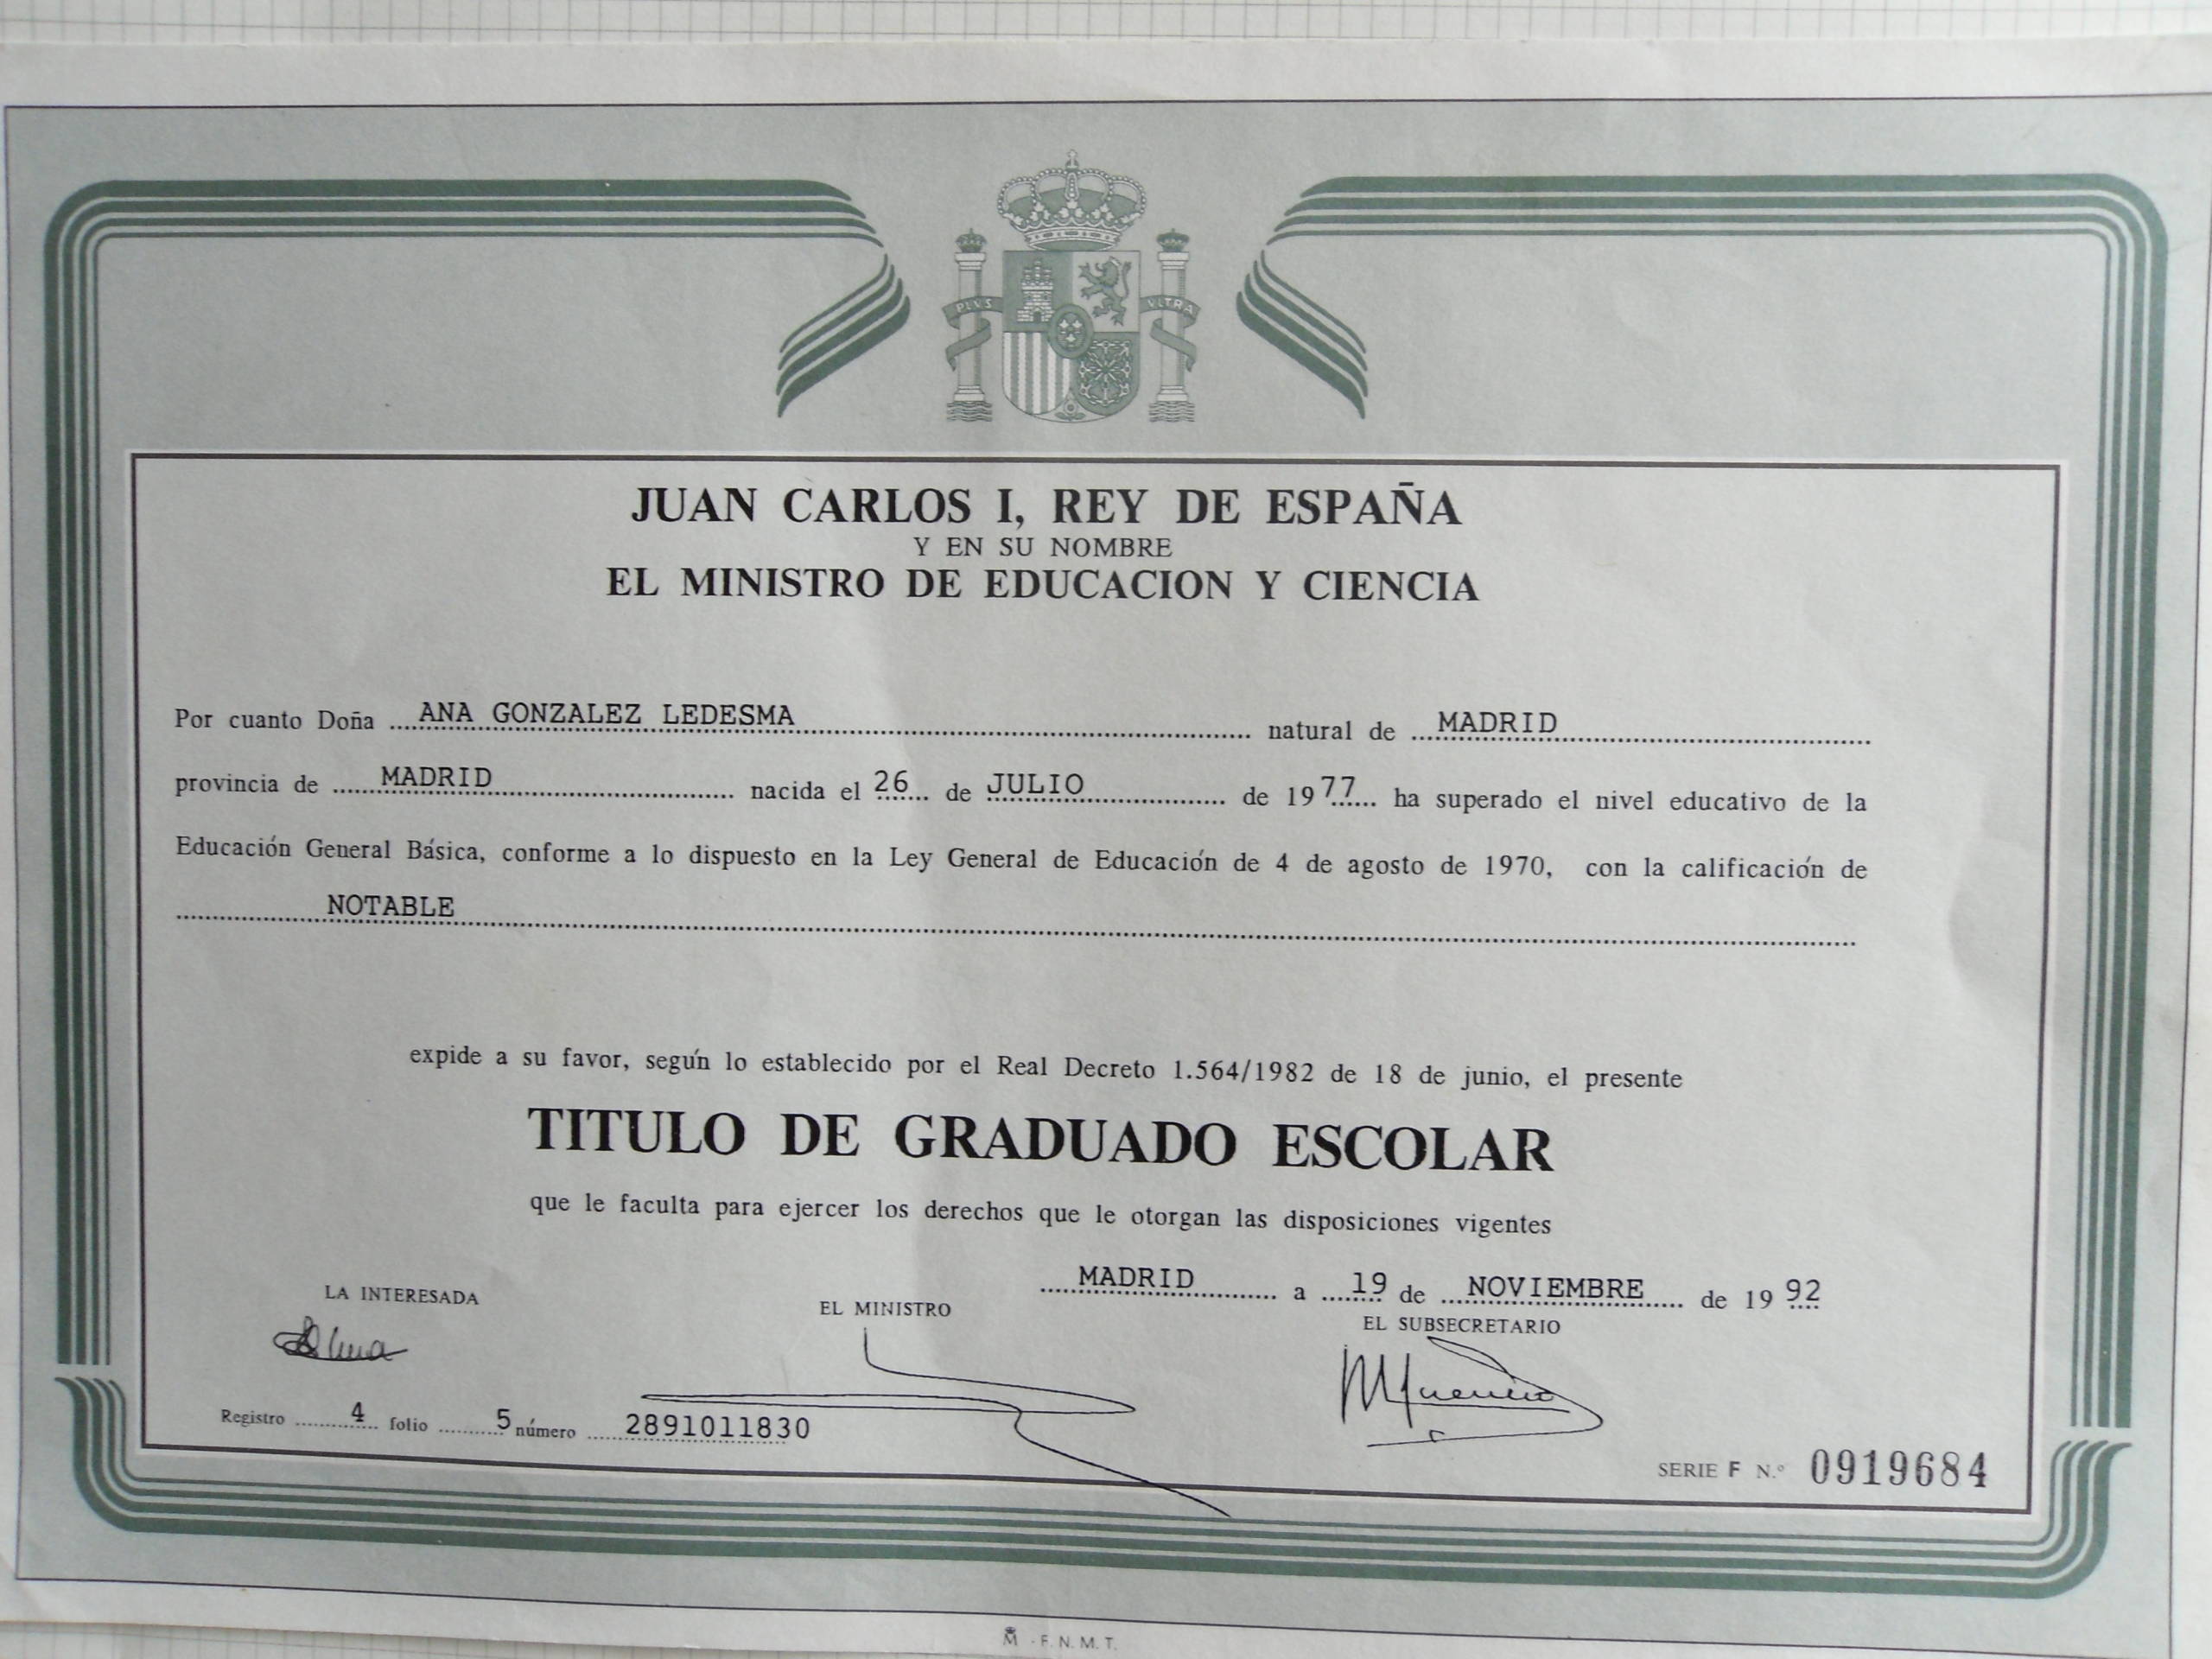 PLVS VLTRA
JUAN CARLOS I, REY DE ESPAÑA
Y EN SU NOMBRE
EL MINISTRO DE EDUCACION Y CIENCIA
Por cuanto Doña ANA GONZALEZ LEDESMA natural de MADRID
provincia de MADRID nacida el 26 de JULIO de 1977 ha superado el nivel educativo de la
Educación General Básica, conforme a lo dispuesto en la Ley General de Educación de 4 de agosto de 1970, con la calificación de
NOTABLE
expide a su favor, según lo establecido por el Real Decreto 1.564/1982 de 18 de junio, el presente
TITULO DE GRADUADO ESCOLAR
que le faculta para ejercer los derechos que le otorgan las disposiciones vigentes
MADRID a 19 de NOVIEMBRE de 1992
LA INTERESADA
EL MINISTRO
EL SUBSECRETARIO
Registro 4 folio 5 número 2891011830
SERIE F N.º 0919684
M - F. N. M. T.